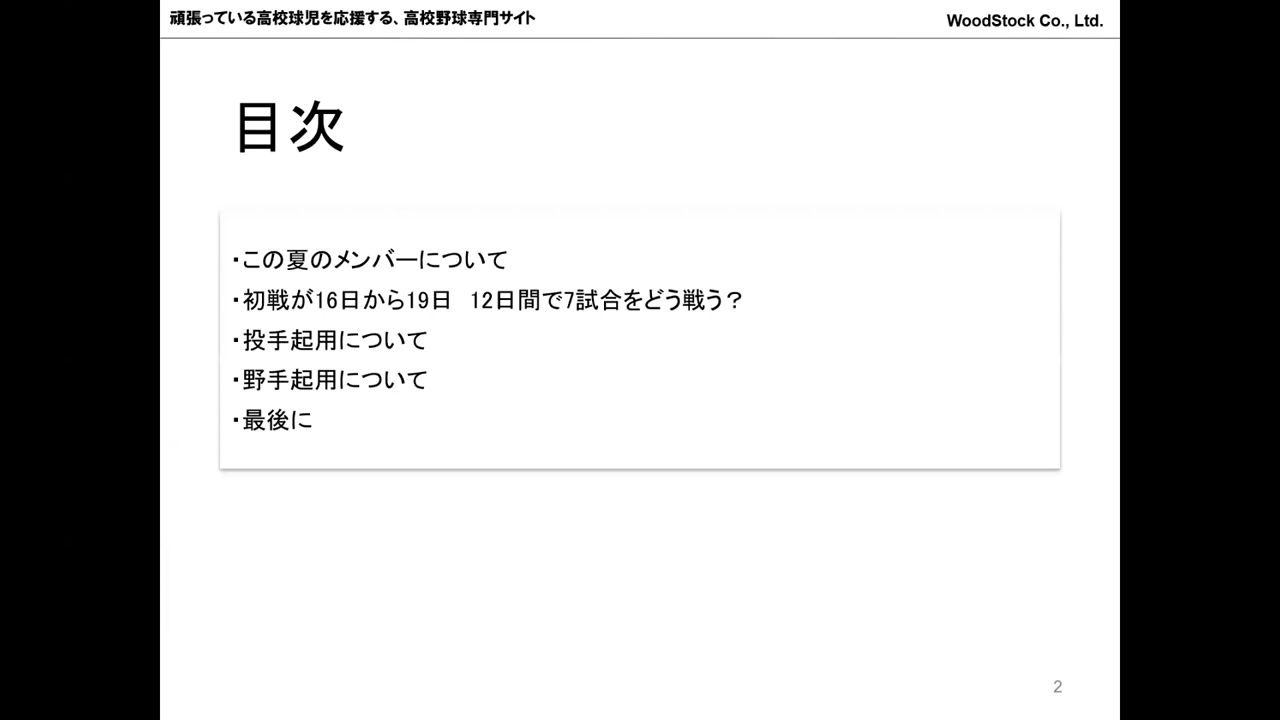 頑張っている高校球児を応援する、高校野球専門サイト
WoodStock Co., Ltd.
目次
・この夏のメンバーについて
・初戦が16日から19日　12日間で7試合をどう戦う？
・投手起用について
・野手起用について
・最後に
2